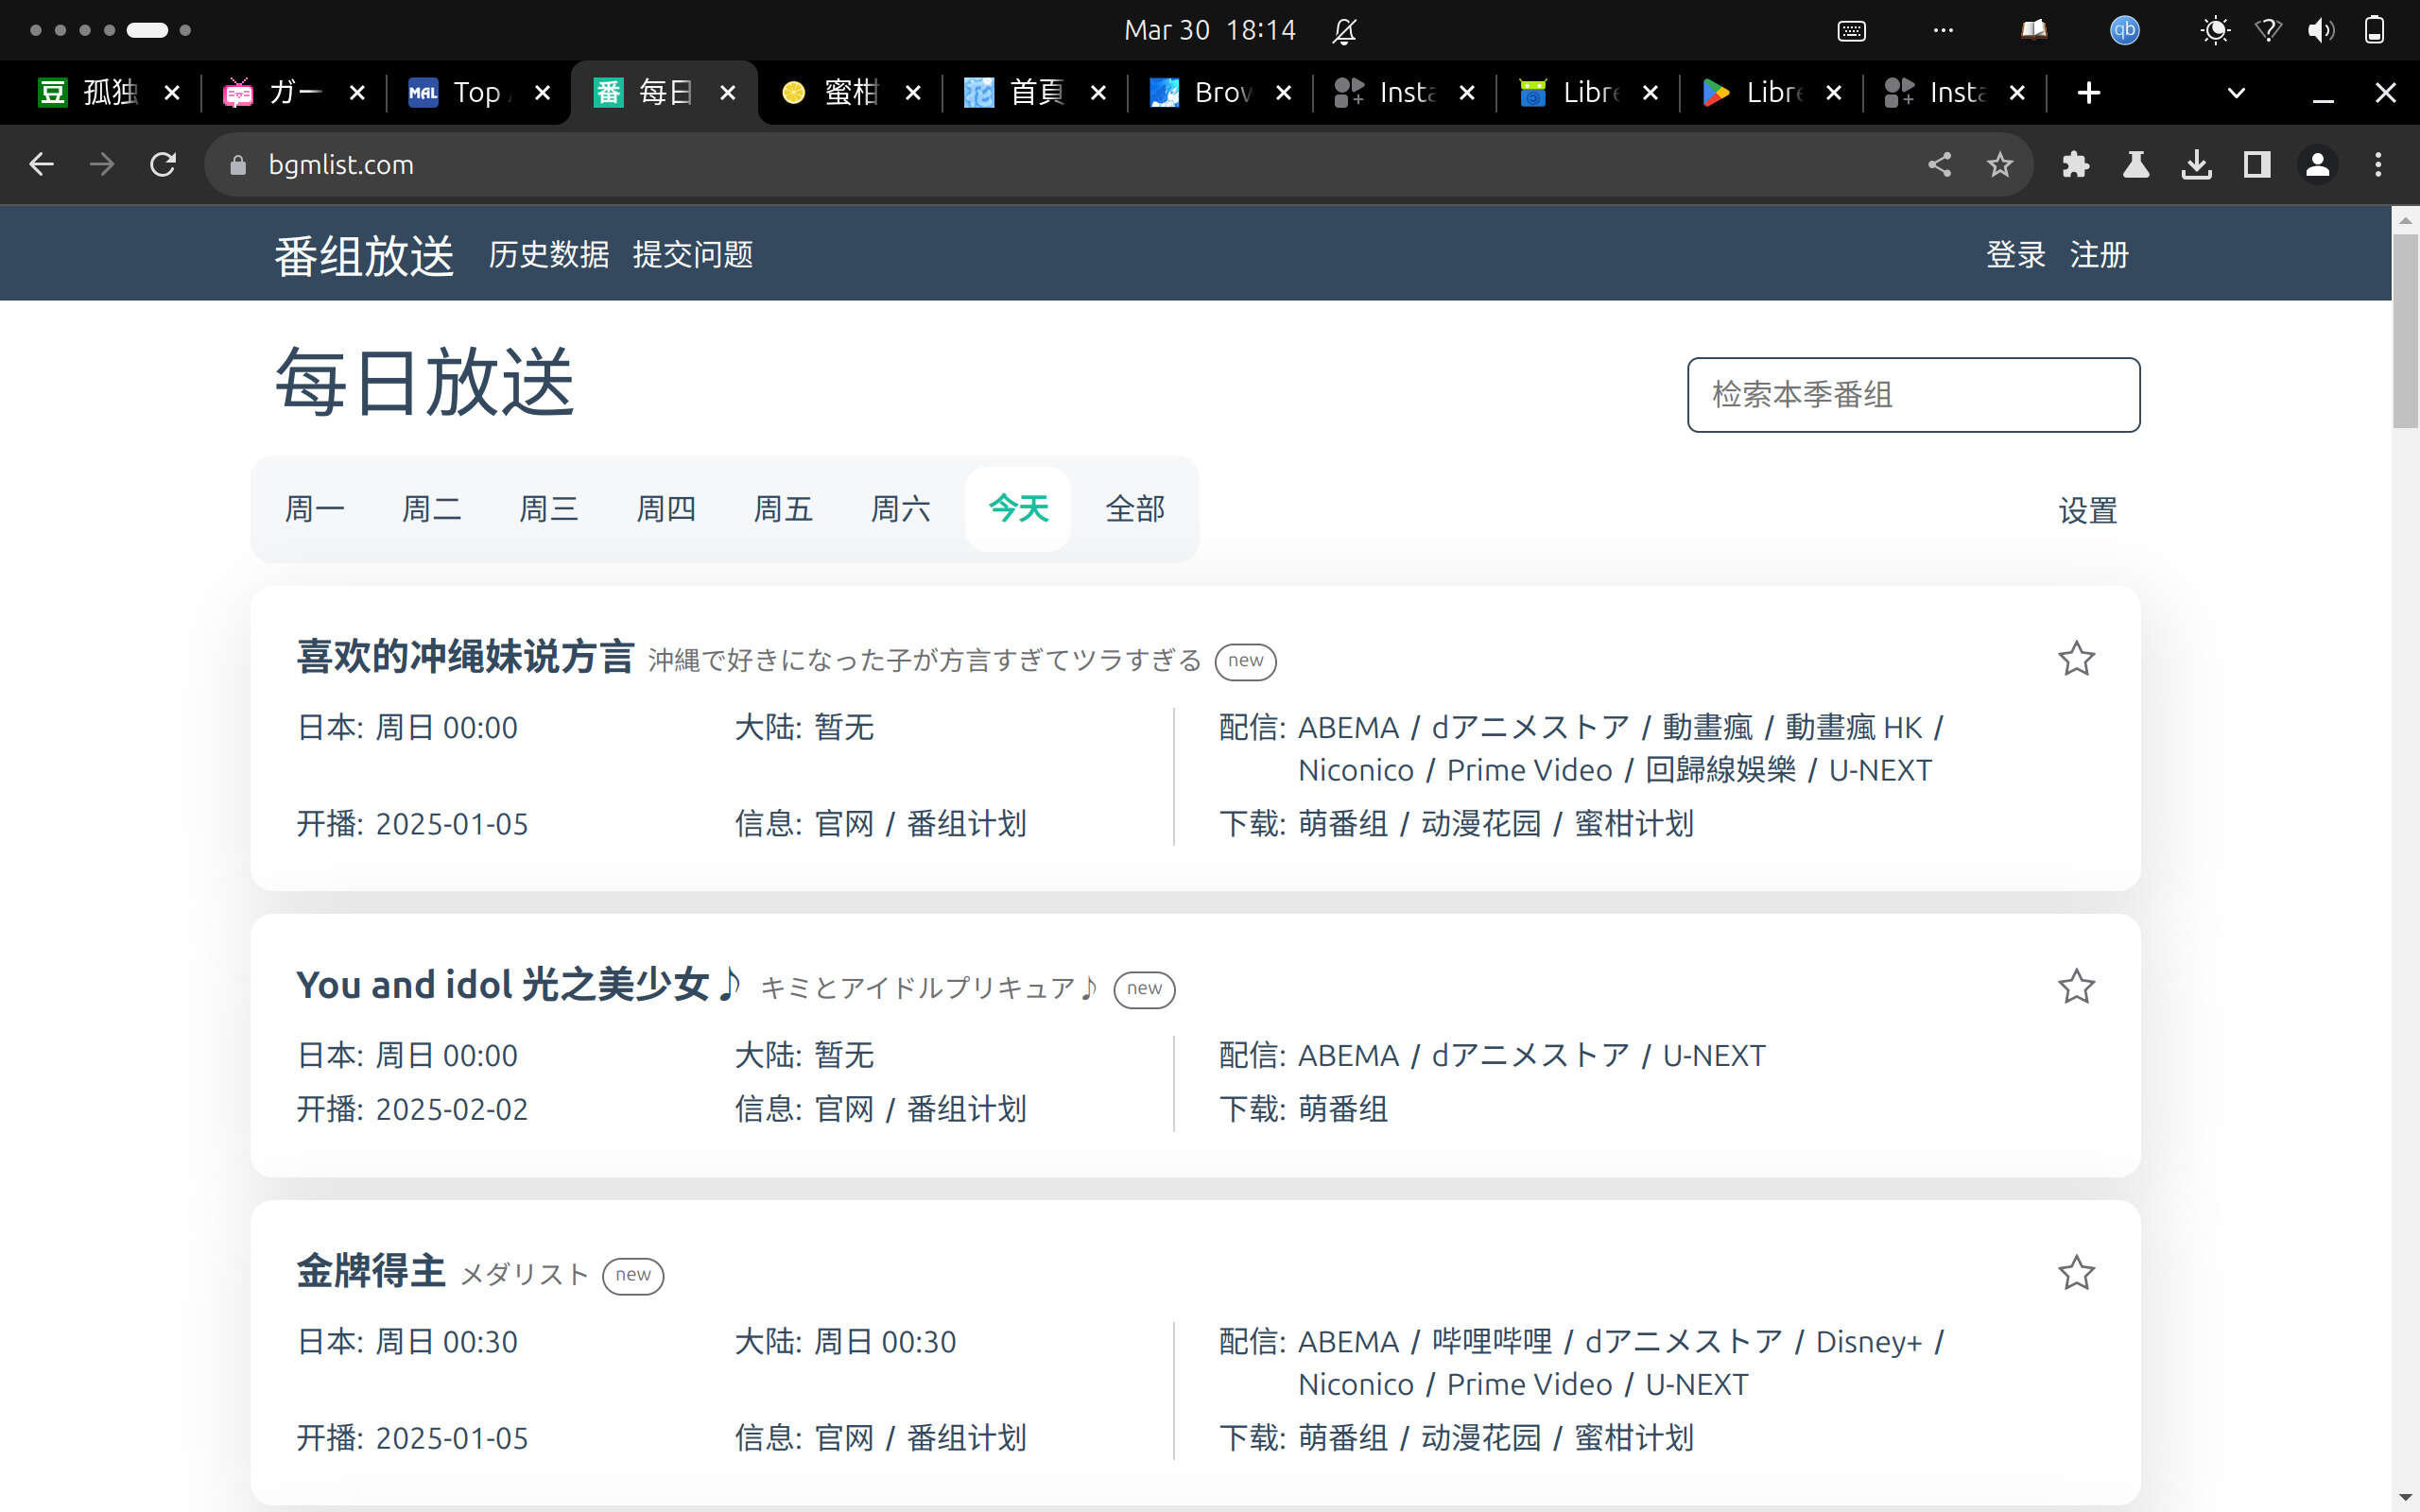 Mar 30 18:14
qb
豆 孤独
ガー
MAL Top
番 每日
蜜柑
首頁
Brov
Insta
Libre
Libre
Insta
bgmlist.com
番组放送 历史数据 提交问题 登录 注册
每日放送
检索本季番组
周一 周二 周三 周四 周五 周六 今天 全部
设置
喜欢的冲绳妹说方言 沖縄で好きになった子が方言すぎてツラすぎる new
日本: 周日 00:00
大陆: 暂无
配信: ABEMA / dアニメストア / 動畫瘋 / 動畫瘋 HK /
Niconico / Prime Video / 回歸線娛樂 / U-NEXT
开播: 2025-01-05
信息: 官网 / 番组计划
下载: 萌番组 / 动漫花园 / 蜜柑计划
You and idol 光之美少女♪ キミとアイドルプリキュア♪ new
日本: 周日 00:00
大陆: 暂无
配信: ABEMA / dアニメストア / U-NEXT
开播: 2025-02-02
信息: 官网 / 番组计划
下载: 萌番组
金牌得主 メダリスト new
日本: 周日 00:30
大陆: 周日 00:30
配信: ABEMA / 哔哩哔哩 / dアニメストア / Disney+ /
Niconico / Prime Video / U-NEXT
开播: 2025-01-05
信息: 官网 / 番组计划
下载: 萌番组 / 动漫花园 / 蜜柑计划